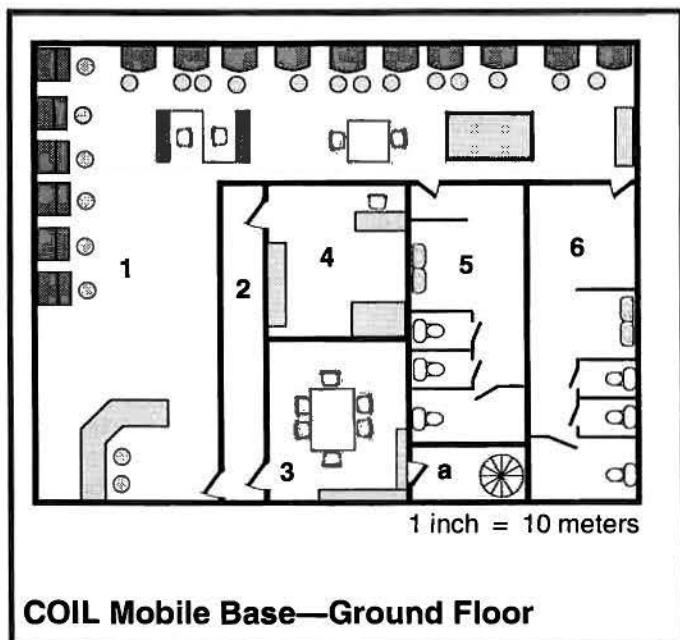 1
2
4
5
6
3
a
1 inch = 10 meters
COIL Mobile Base—Ground Floor